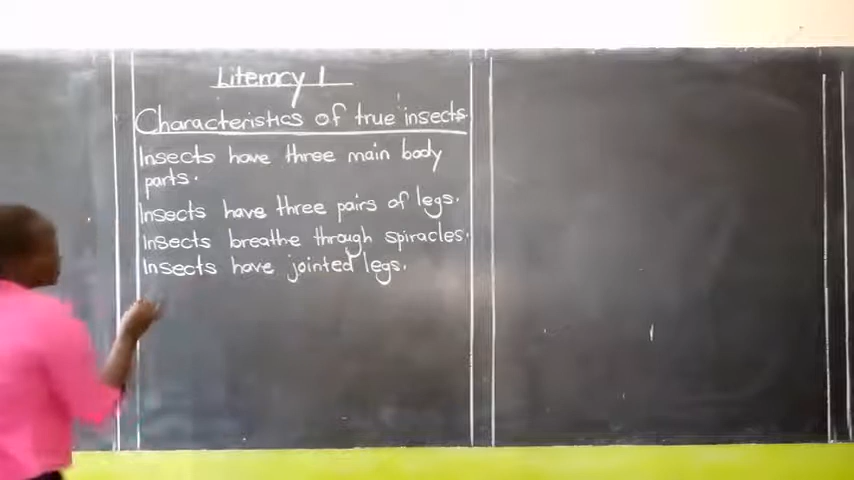 Literacy 1
Characteristics of true insects
Insects have three main body
parts.
Insects have three pairs of legs.
Insects breathe through spiracles.
Insects have jointed legs.